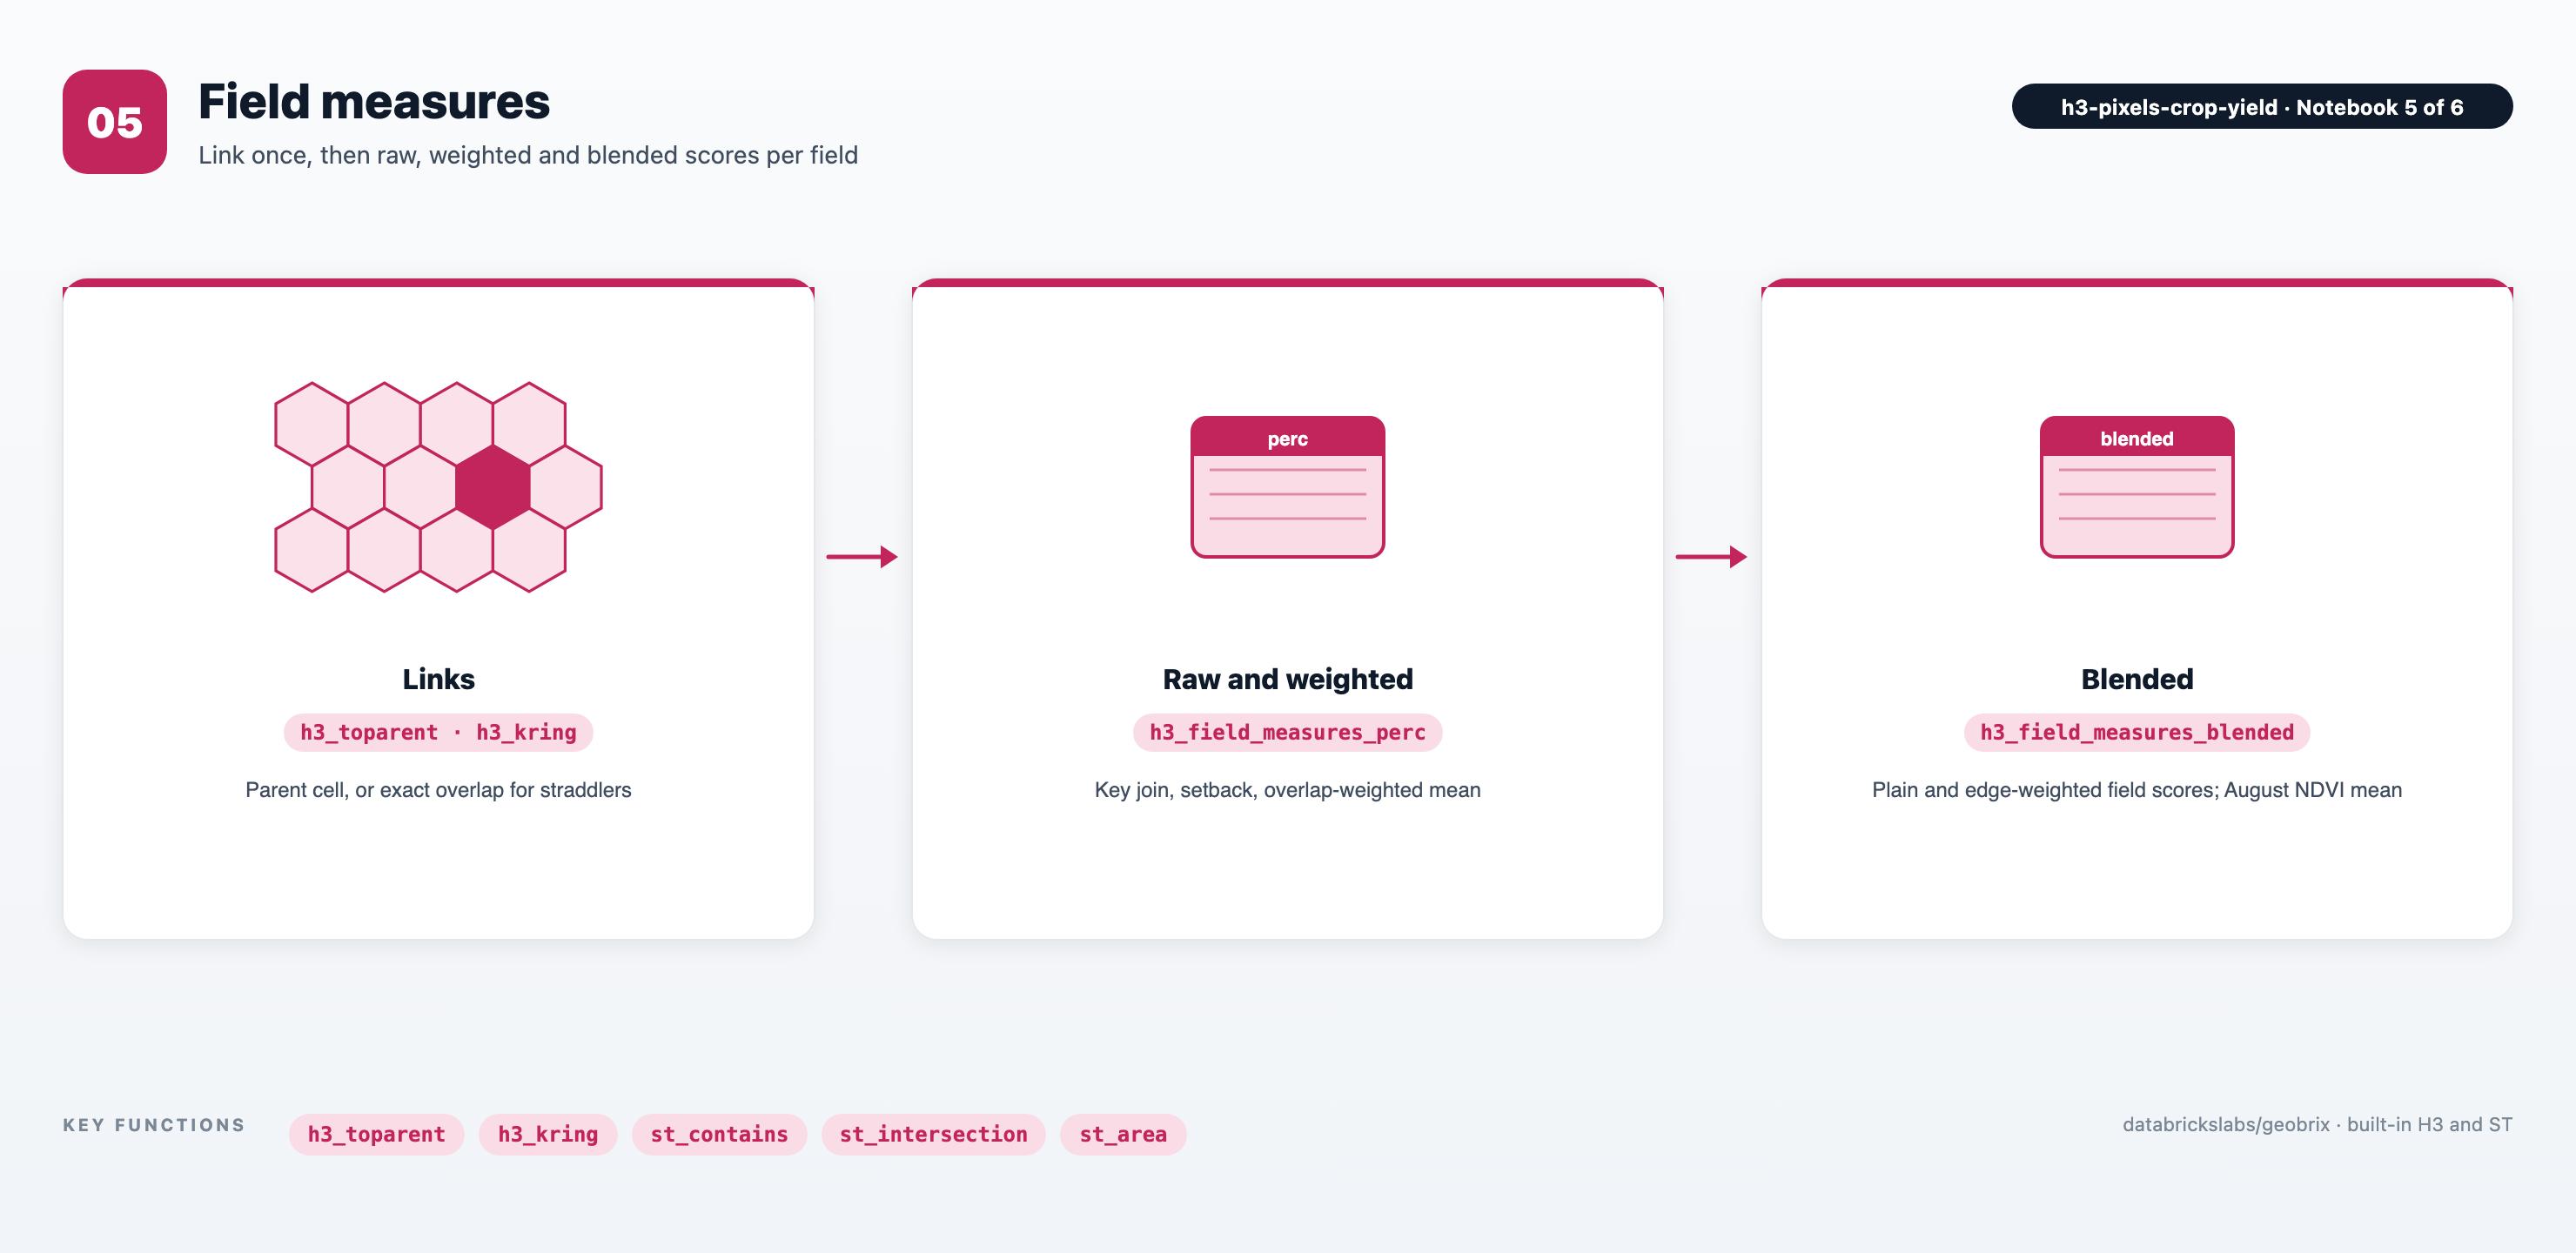 05
Field measures
Link once, then raw, weighted and blended scores per field
h3-pixels-crop-yield · Notebook 5 of 6
Links
h3_toparent · h3_kring
Parent cell, or exact overlap for straddlers
perc
Raw and weighted
h3_field_measures_perc
Key join, setback, overlap-weighted mean
blended
Blended
h3_field_measures_blended
Plain and edge-weighted field scores; August NDVI mean
KEY FUNCTIONS
h3_toparent
h3_kring
st_contains
st_intersection
st_area
databrickslabs/geobrix · built-in H3 and ST